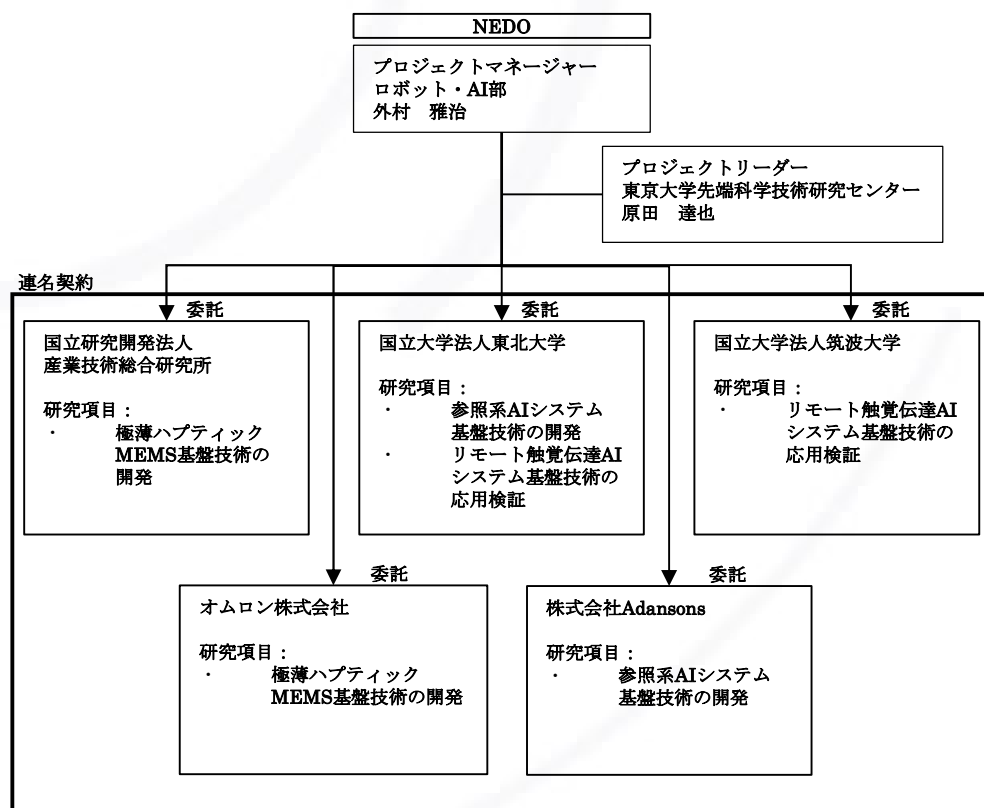 NEDO
プロジェクトマネージャー
ロボット・AI部
外村　雅治
プロジェクトリーダー
東京大学先端科学技術研究センター
原田　達也
連名契約
委託
国立研究開発法人
産業技術総合研究所
研究項目：
・　極薄ハプティック
MEMS基盤技術の
開発
委託
国立大学法人東北大学
研究項目：
・　参照系AIシステム
基盤技術の開発
・　リモート触覚伝達AI
システム基盤技術の
応用検証
委託
国立大学法人筑波大学
研究項目：
・　リモート触覚伝達AI
システム基盤技術の
応用検証
委託
オムロン株式会社
研究項目：
・　極薄ハプティック
MEMS基盤技術の開発
委託
株式会社Adansons
研究項目：
・　参照系AIシステム
基盤技術の開発